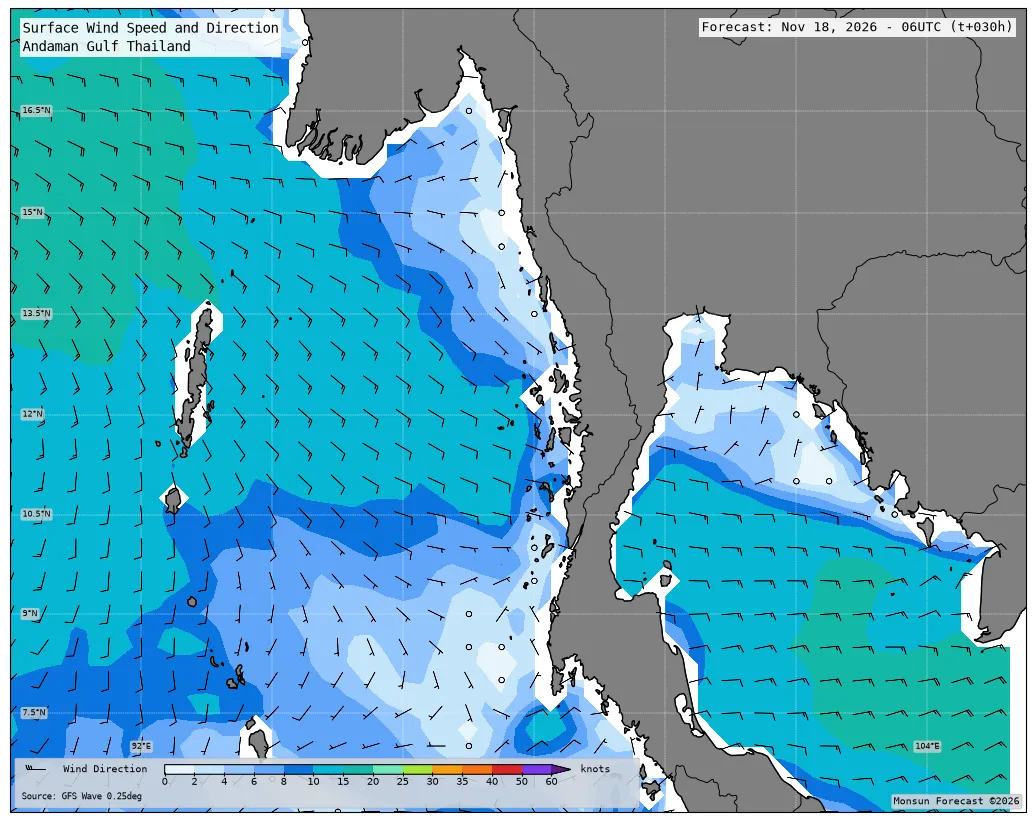 Surface Wind Speed and Direction
Andaman Gulf Thailand
Forecast: Nov 18, 2026 - 06UTC (t+030h)
16.5°N
15°N
13.5°N
12°N
10.5°N
9°N
7.5°N
92°E
104°E
Wind Direction
knots
0 2 4 6 8 10 15 20 25 30 35 40 50 60
Source: GFS Wave 0.25deg
Monsun Forecast ©2026